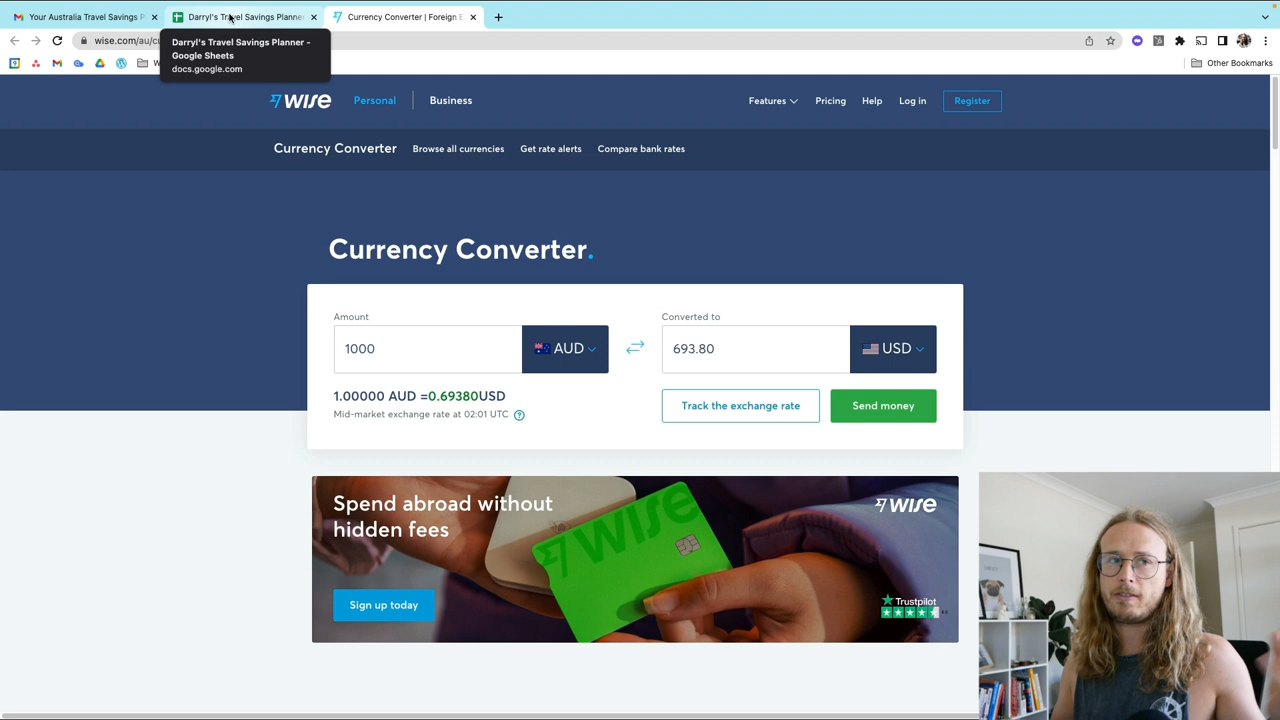 Your Australia Travel Savings P
Darryl's Travel Savings Planner
Currency Converter | Foreign E
wise.com/au/cu
Darryl's Travel Savings Planner -
Google Sheets
docs.google.com
W
Other Bookmarks
WISE
Personal
Business
Features
Pricing
Help
Log in
Register
Currency Converter
Browse all currencies
Get rate alerts
Compare bank rates
Currency Converter.
Amount
Converted to
1000
AUD
693.80
USD
1.00000 AUD =0.69380USD
Mid-market exchange rate at 02:01 UTC
Track the exchange rate
Send money
Spend abroad without
hidden fees
WISE
WISE
Sign up today
Trustpilot